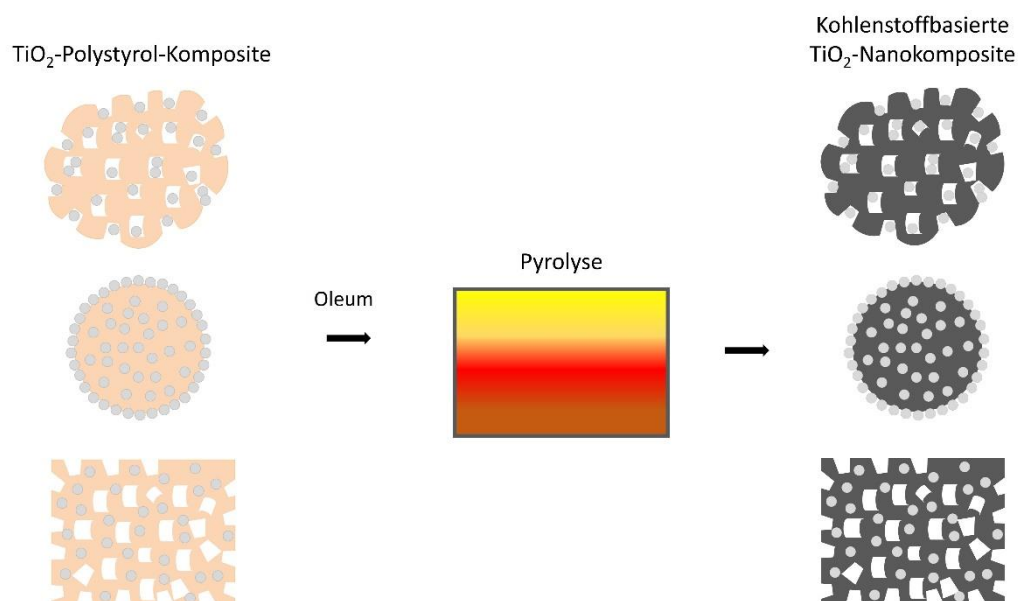 TiO₂-Polystyrol-Komposite
Oleum
Pyrolyse
Kohlenstoffbasierte
TiO₂-Nanokomposite